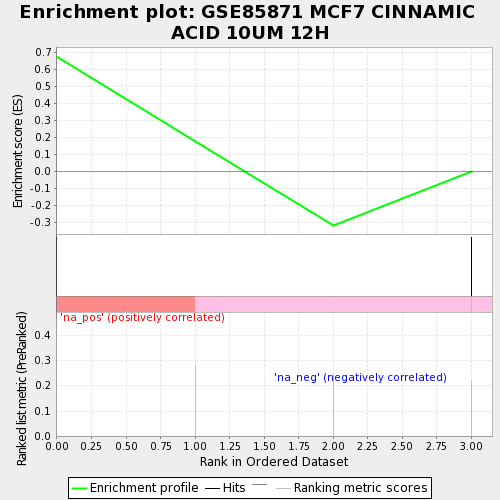 Enrichment plot: GSE85871 MCF7 CINNAMIC
ACID 10UM 12H
Enrichment score (ES)
0.7
0.6
0.5
0.4
0.3
0.2
0.1
0.0
-0.1
-0.2
-0.3
'na_pos' (positively correlated)
'na_neg' (negatively correlated)
Ranked list metric (PreRanked)
0.4
0.3
0.2
0.1
0.0
0.00 0.25 0.50 0.75 1.00 1.25 1.50 1.75 2.00 2.25 2.50 2.75 3.00
Rank in Ordered Dataset
Enrichment profile Hits Ranking metric scores